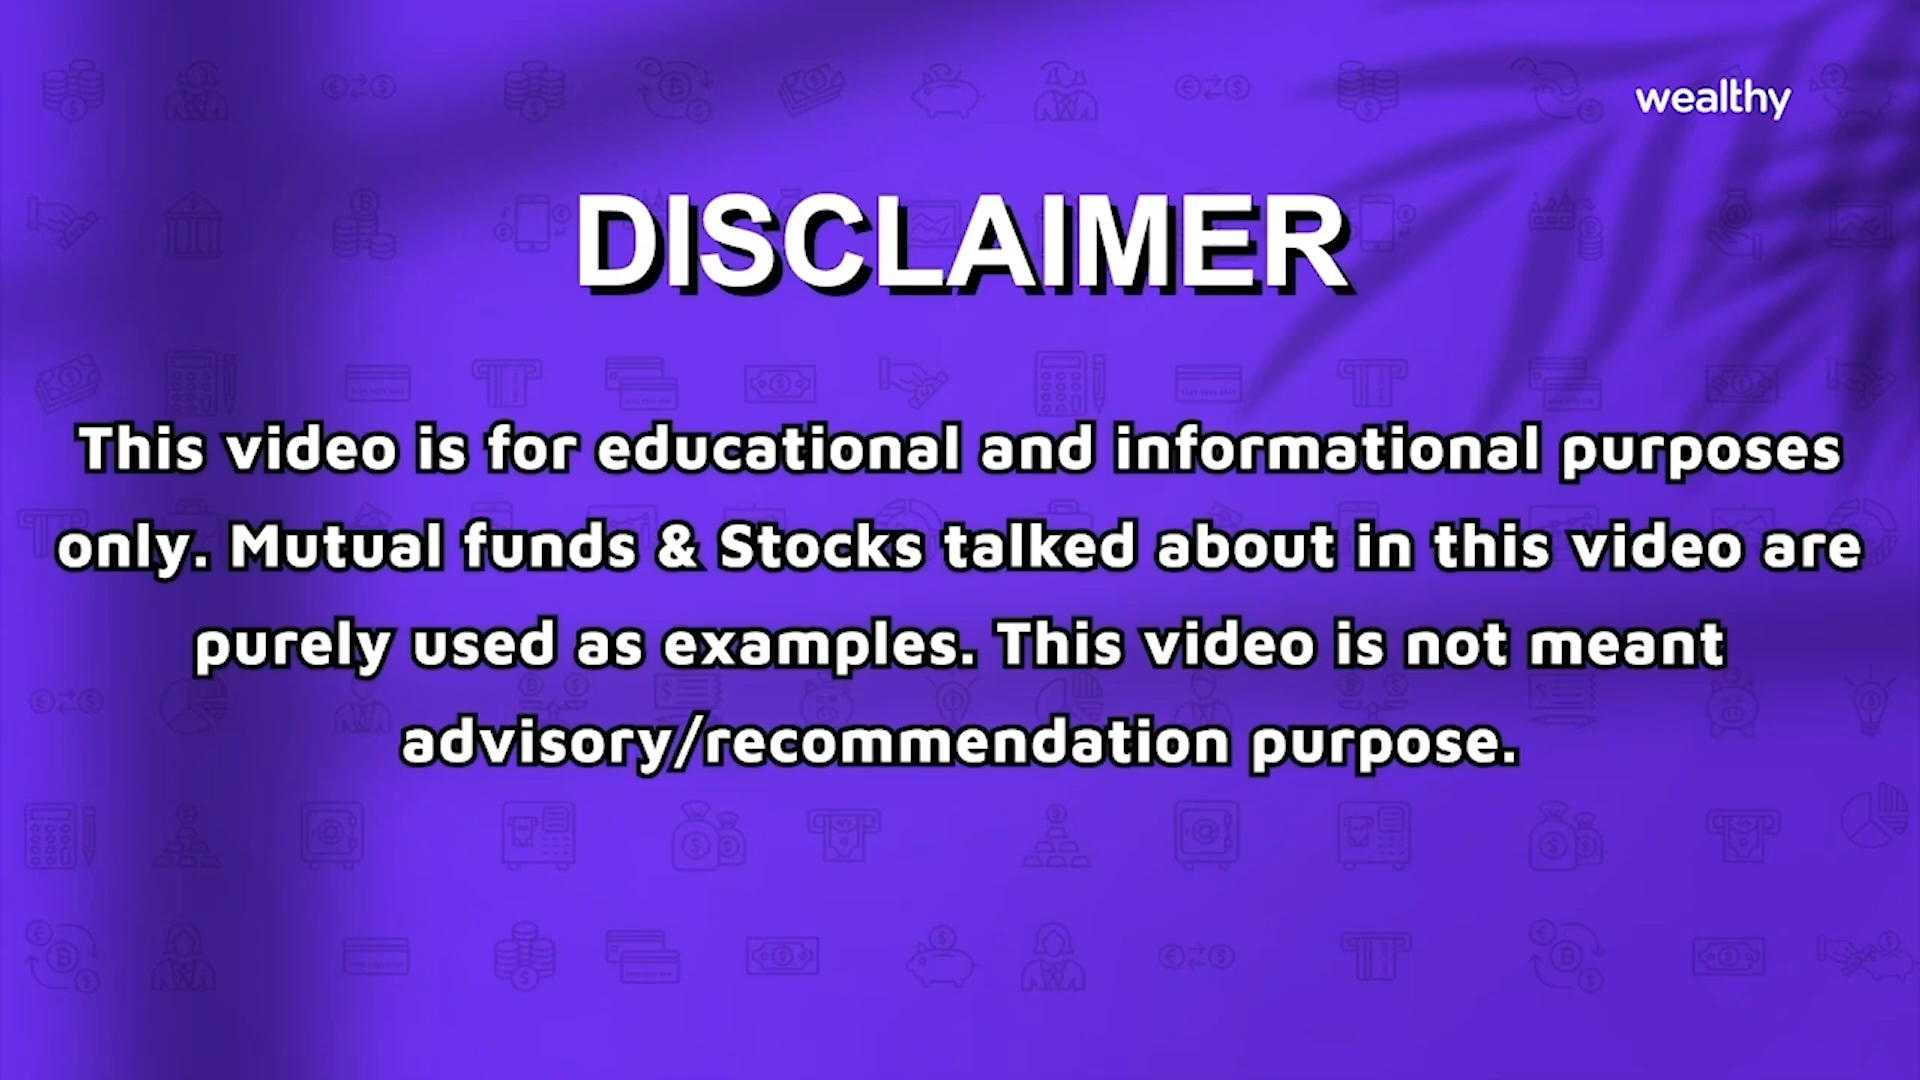 wealthy
DISCLAIMER
This video is for educational and informational purposes
only. Mutual funds & Stocks talked about in this video are
purely used as examples. This video is not meant
advisory/recommendation purpose.